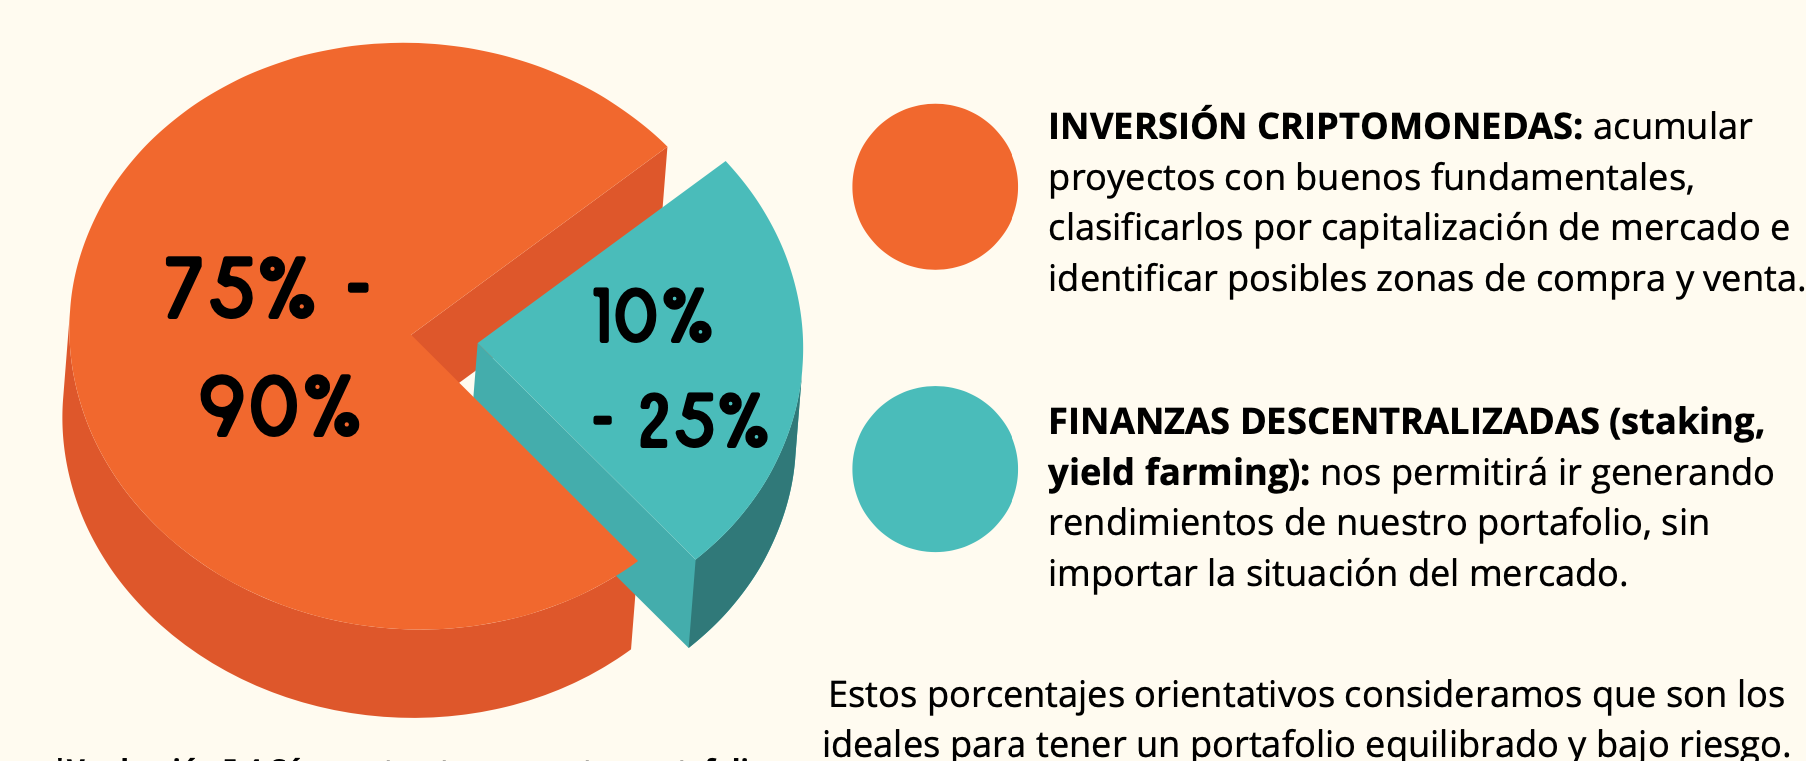 75% -
90%
10%
- 25%
INVERSIÓN CRIPTOMONEDAS: acumular
proyectos con buenos fundamentales,
clasificarlos por capitalización de mercado e
identificar posibles zonas de compra y venta.
FINANZAS DESCENTRALIZADAS (staking,
yield farming): nos permitirá ir generando
rendimientos de nuestro portafolio, sin
importar la situación del mercado.
Estos porcentajes orientativos consideramos que son los
ideales para tener un portafolio equilibrado y bajo riesgo.